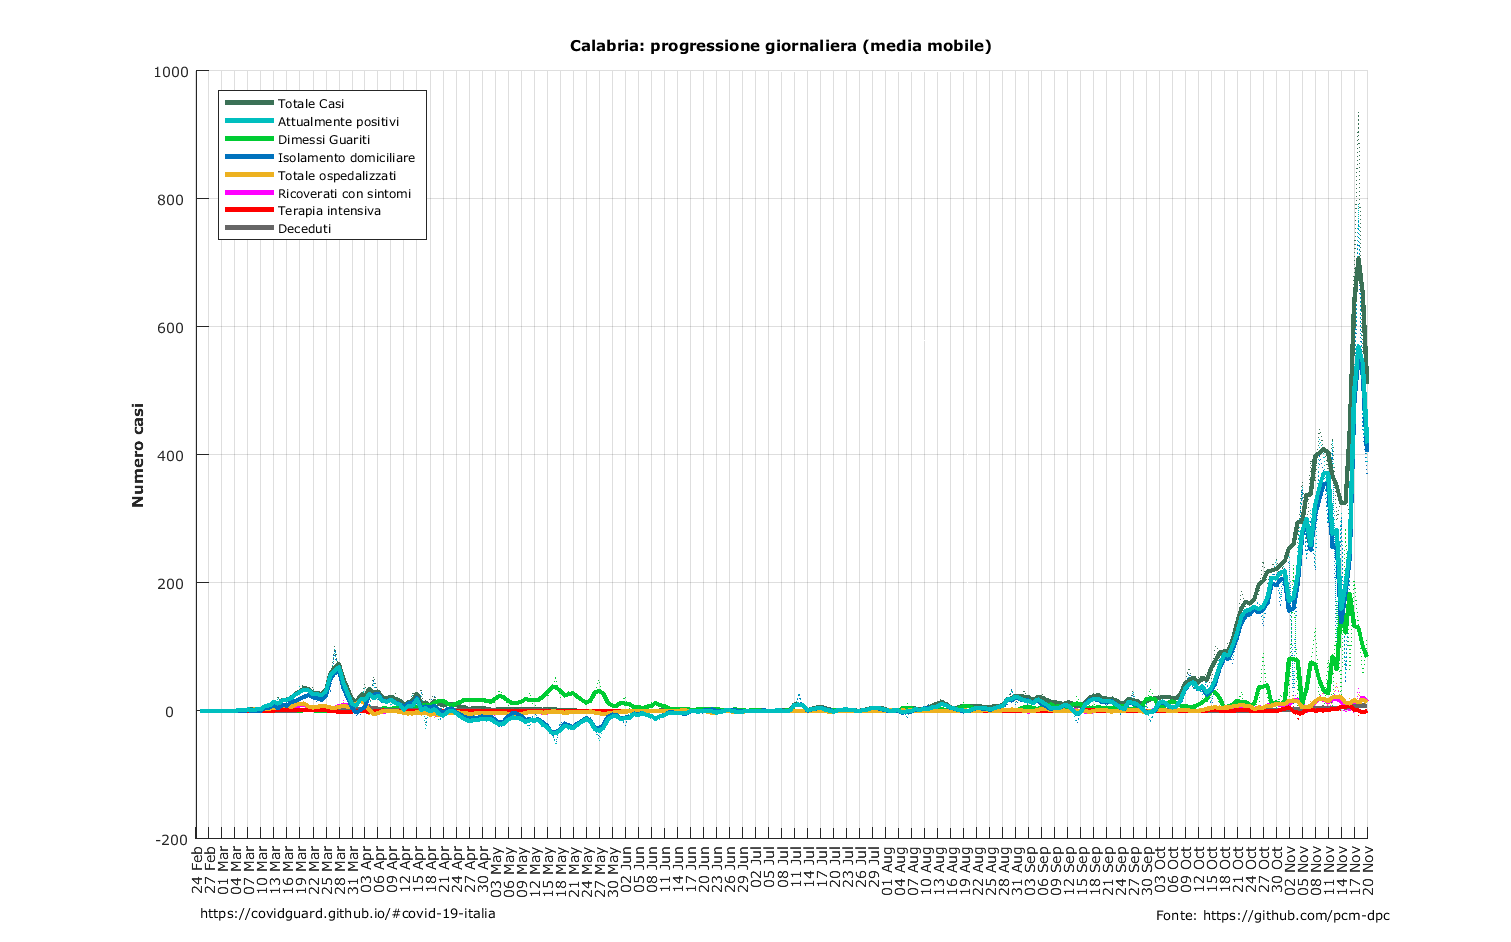 Calabria: progressione giornaliera (media mobile)
1000
800
600
400
200
0
-200
Numero casi
Totale Casi
Attualmente positivi
Dimessi Guariti
Isolamento domiciliare
Totale ospedalizzati
Ricoverati con sintomi
Terapia intensiva
Deceduti
24 Feb
27 Feb
01 Mar
04 Mar
07 Mar
10 Mar
13 Mar
16 Mar
19 Mar
22 Mar
25 Mar
28 Mar
31 Mar
03 Apr
06 Apr
09 Apr
12 Apr
15 Apr
18 Apr
21 Apr
24 Apr
27 Apr
30 Apr
03 May
06 May
09 May
12 May
15 May
18 May
21 May
24 May
27 May
30 May
02 Jun
05 Jun
08 Jun
11 Jun
14 Jun
17 Jun
20 Jun
23 Jun
26 Jun
29 Jun
02 Jul
05 Jul
08 Jul
11 Jul
14 Jul
17 Jul
20 Jul
23 Jul
26 Jul
29 Jul
01 Aug
04 Aug
07 Aug
10 Aug
13 Aug
16 Aug
19 Aug
22 Aug
25 Aug
28 Aug
31 Aug
03 Sep
06 Sep
09 Sep
12 Sep
15 Sep
18 Sep
21 Sep
24 Sep
27 Sep
30 Sep
03 Oct
06 Oct
09 Oct
12 Oct
15 Oct
18 Oct
21 Oct
24 Oct
27 Oct
30 Oct
02 Nov
05 Nov
08 Nov
11 Nov
14 Nov
17 Nov
20 Nov
https://covidguard.github.io/#covid-19-italia
Fonte: https://github.com/pcm-dpc